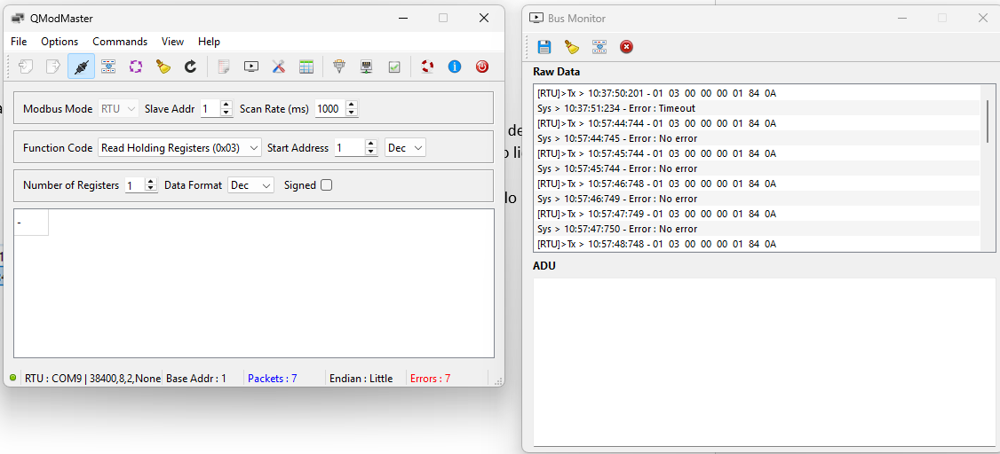 QModMaster
File Options Commands View Help
Modbus Mode RTU Slave Addr 1 Scan Rate (ms) 1000
Function Code Read Holding Registers (0x03) Start Address 1 Dec
Number of Registers 1 Data Format Dec Signed
-
RTU : COM9 | 38400,8,2,None Base Addr : 1 Packets : 7 Endian : Little Errors : 7
de
lo
Bus Monitor
Raw Data
[RTU]>Tx > 10:37:50:201 - 01 03 00 00 00 01 84 0A
Sys > 10:37:51:234 - Error : Timeout
[RTU]>Tx > 10:57:44:744 - 01 03 00 00 00 01 84 0A
Sys > 10:57:44:745 - Error : No error
[RTU]>Tx > 10:57:45:744 - 01 03 00 00 00 01 84 0A
Sys > 10:57:45:744 - Error : No error
[RTU]>Tx > 10:57:46:748 - 01 03 00 00 00 01 84 0A
Sys > 10:57:46:749 - Error : No error
[RTU]>Tx > 10:57:47:749 - 01 03 00 00 00 01 84 0A
Sys > 10:57:47:750 - Error : No error
[RTU]>Tx > 10:57:48:748 - 01 03 00 00 00 01 84 0A
ADU